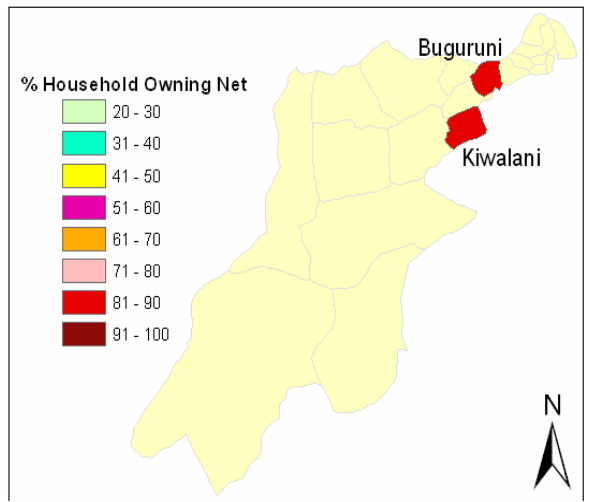 Buguruni
% Household Owning Net
20 - 30
31 - 40
41 - 50
51 - 60
61 - 70
71 - 80
81 - 90
91 - 100
Kiwalani
N